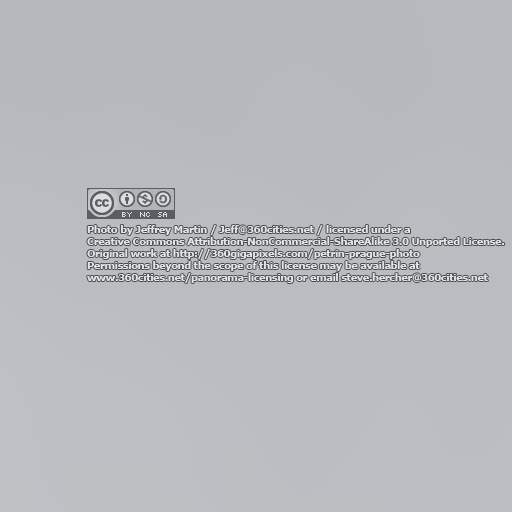 cc
BY NC SA
Photo by Jeffrey Martin / Jeff@360cities.net / licensed under a
Creative Commons Attribution-NonCommercial-ShareAlike 3.0 Unported License.
Original work at http://360gigapixels.com/petrin-prague-photo
Permissions beyond the scope of this license may be available at
www.360cities.net/panorama-licensing or email steve.hercher@360cities.net